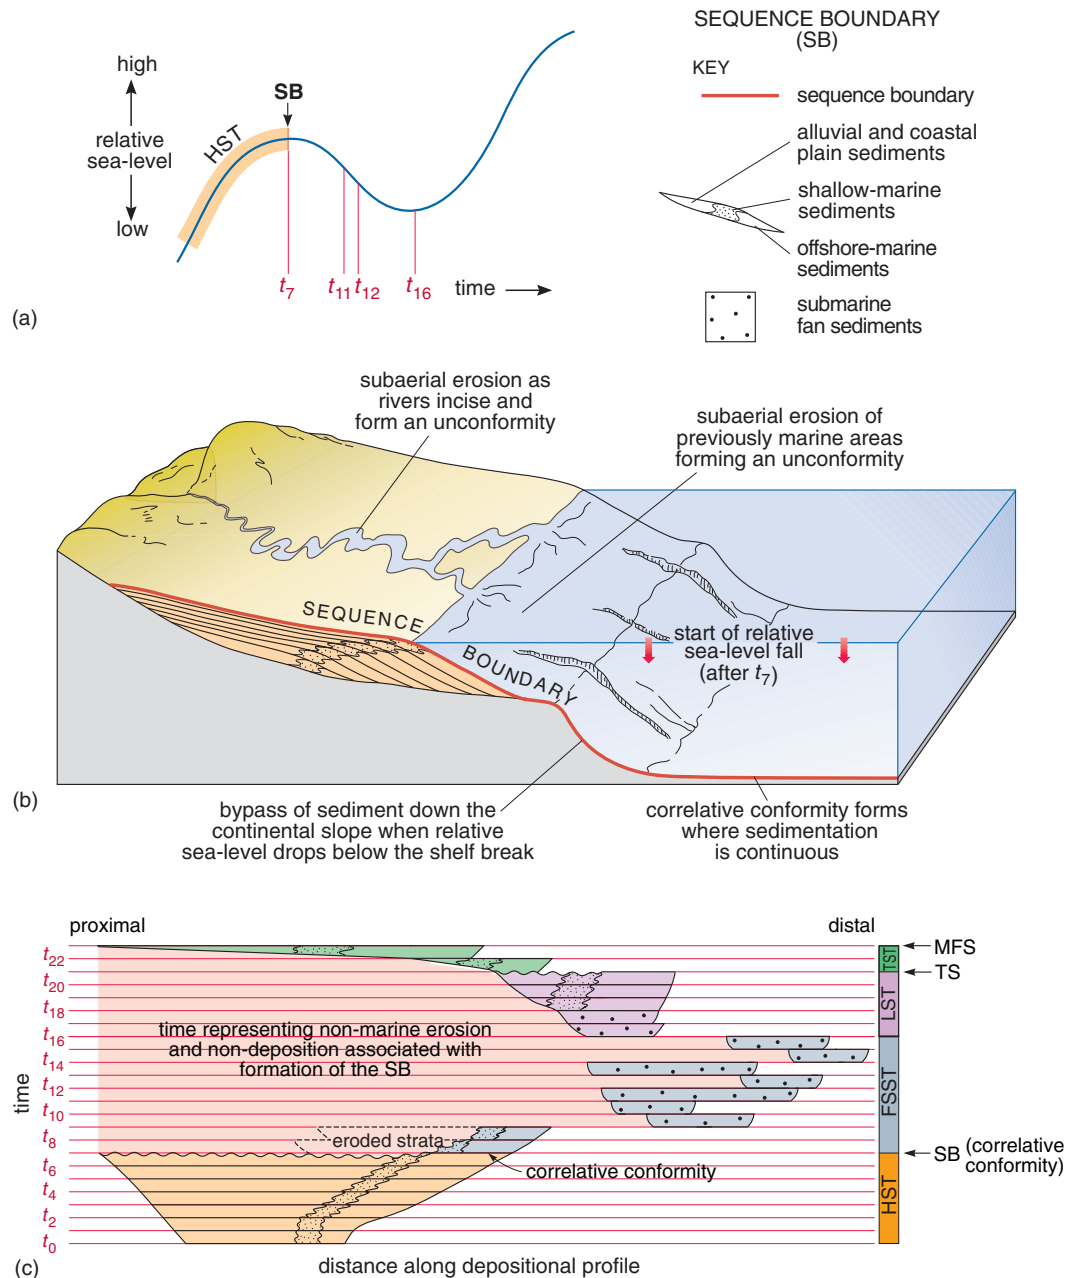 SEQUENCE BOUNDARY
(SB)
KEY
sequence boundary
alluvial and coastal
plain sediments
shallow-marine
sediments
offshore-marine
sediments
submarine
fan sediments
high
relative
sea-level
low
HST
SB
t7
t11
t12
t16
time
(a)
subaerial erosion as
rivers incise and
form an unconformity
subaerial erosion of
previously marine areas
forming an unconformity
SEQUENCE
BOUNDARY
start of relative
sea-level fall
(after t7)
(b)
bypass of sediment down the
continental slope when relative
sea-level drops below the shelf break
correlative conformity forms
where sedimentation
is continuous
proximal
distal
t22
t20
t18
t16
t14
t12
t10
t8
t6
t4
t2
t0
time
time representing non-marine erosion
and non-deposition associated with
formation of the SB
eroded strata
correlative conformity
TST
LST
FSST
HST
MFS
TS
SB (correlative
conformity)
(c)
distance along depositional profile